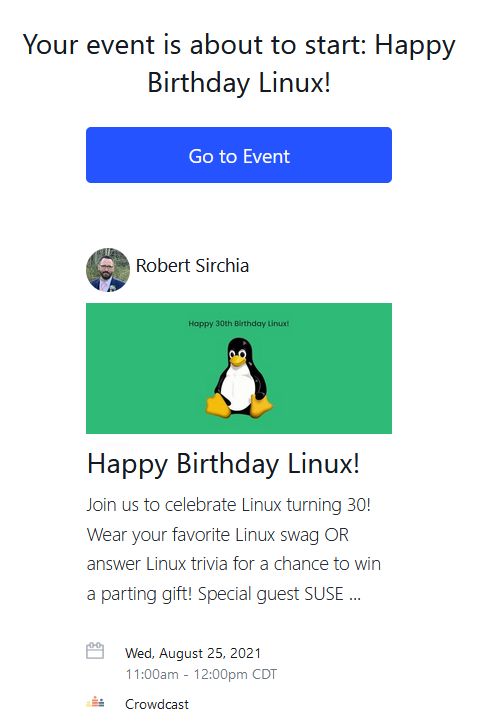 Your event is about to start: Happy
Birthday Linux!
Go to Event
Robert Sirchia
Happy 30th Birthday Linux!
Happy Birthday Linux!
Join us to celebrate Linux turning 30!
Wear your favorite Linux swag OR
answer Linux trivia for a chance to win
a parting gift! Special guest SUSE ...
Wed, August 25, 2021
11:00am - 12:00pm CDT
Crowdcast